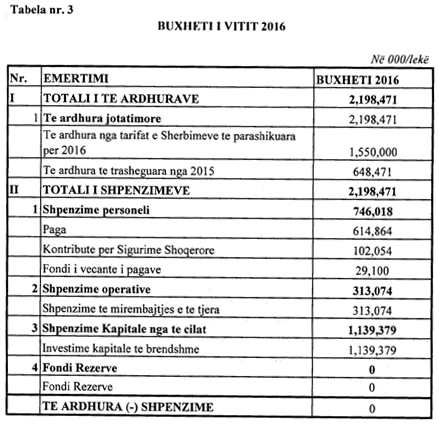 Tabela nr. 3
BUXHETI I VITIT 2016
Në 000/lekë
Nr. EMERTIMI BUXHETI 2016
I TOTALI I TE ARDHURAVE 2,198,471
1 Te ardhura jotatimore 2,198,471
Te ardhura nga tarifat e Sherbimeve te parashikuara
per 2016 1,550,000
Te ardhura te trasheguara nga 2015 648,471
II TOTALI I SHPENZIMEVE 2,198,471
1 Shpenzime personeli 746,018
Paga 614,864
Kontribute per Sigurime Shoqerore 102,054
Fondi i vecante i pagave 29,100
2 Shpenzime operative 313,074
Shpenzime te mirembajtjes e te tjera 313,074
3 Shpenzime Kapitale nga te cilat 1,139,379
Investime kapitale te brendshme 1,139,379
4 Fondi Rezerve 0
Fondi Rezerve 0
TE ARDHURA (-) SHPENZIME 0